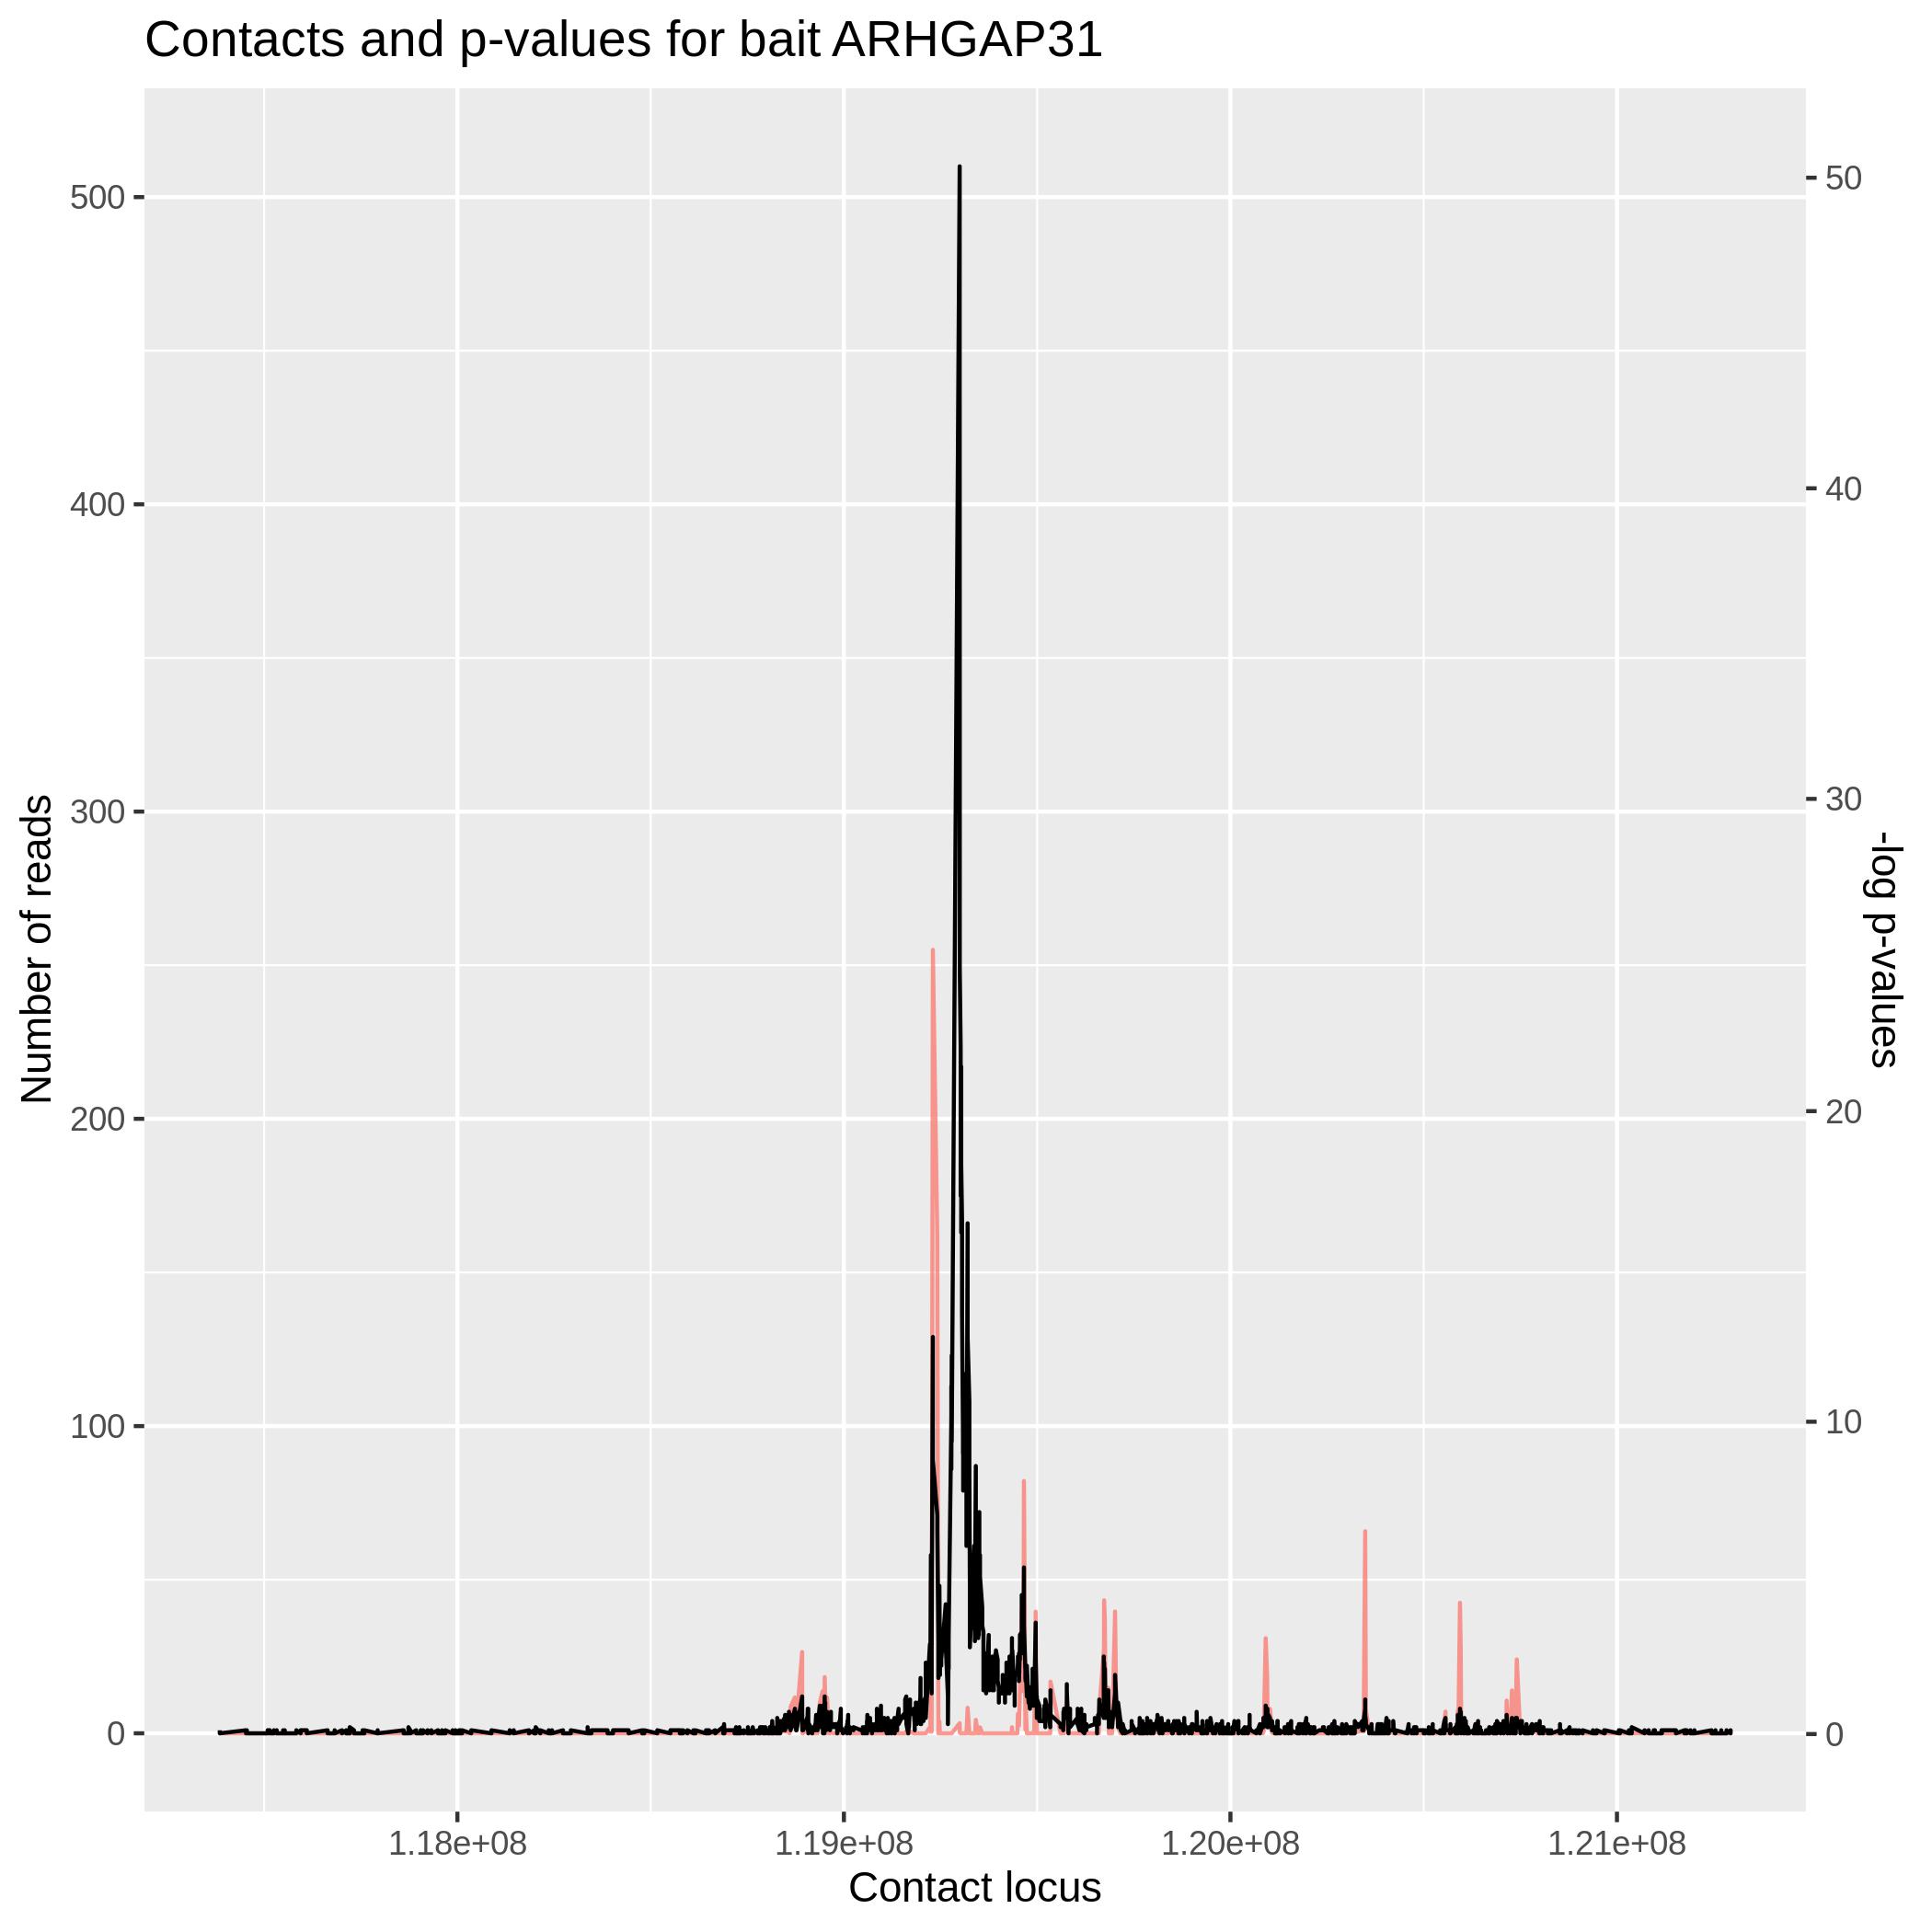 Contacts and p-values for bait ARHGAP31
Number of reads
500
400
300
200
100
0
50
40
30
20
10
0
-log p-values
1.18e+08
1.19e+08
1.20e+08
1.21e+08
Contact locus